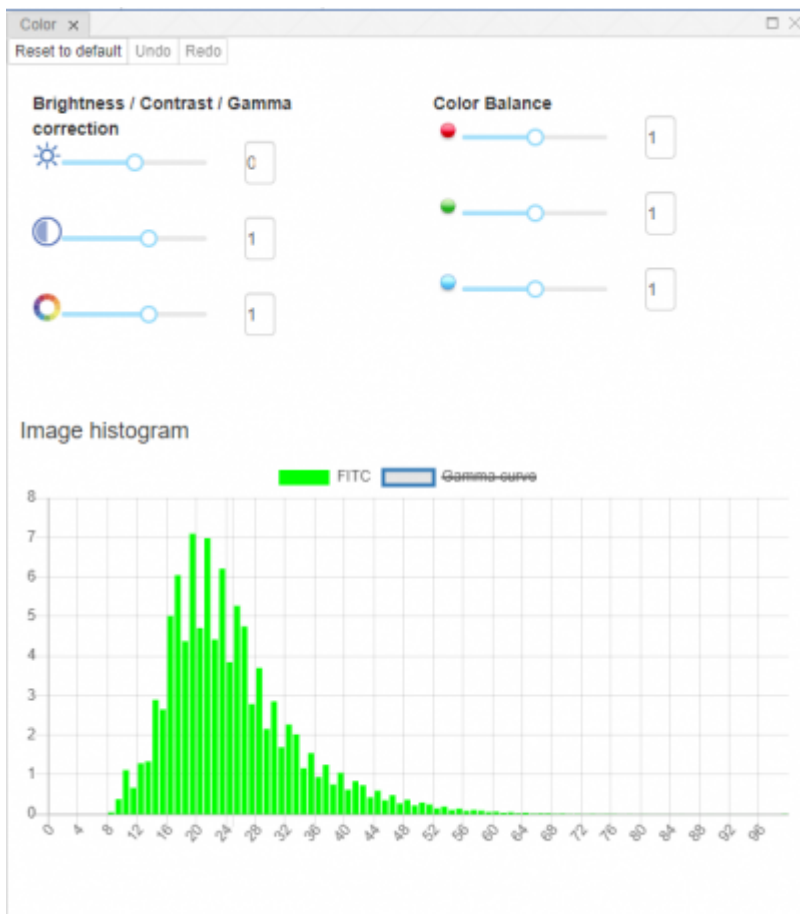 Color ×
Reset to default Undo Redo
Brightness / Contrast / Gamma
correction
Color Balance
0
1
1
1
1
1
Image histogram
FITC Gamma curve
8
7
6
5
4
3
2
1
0
0 4 8 12 16 20 24 28 32 36 40 44 48 52 56 60 64 68 72 76 80 84 88 92 96